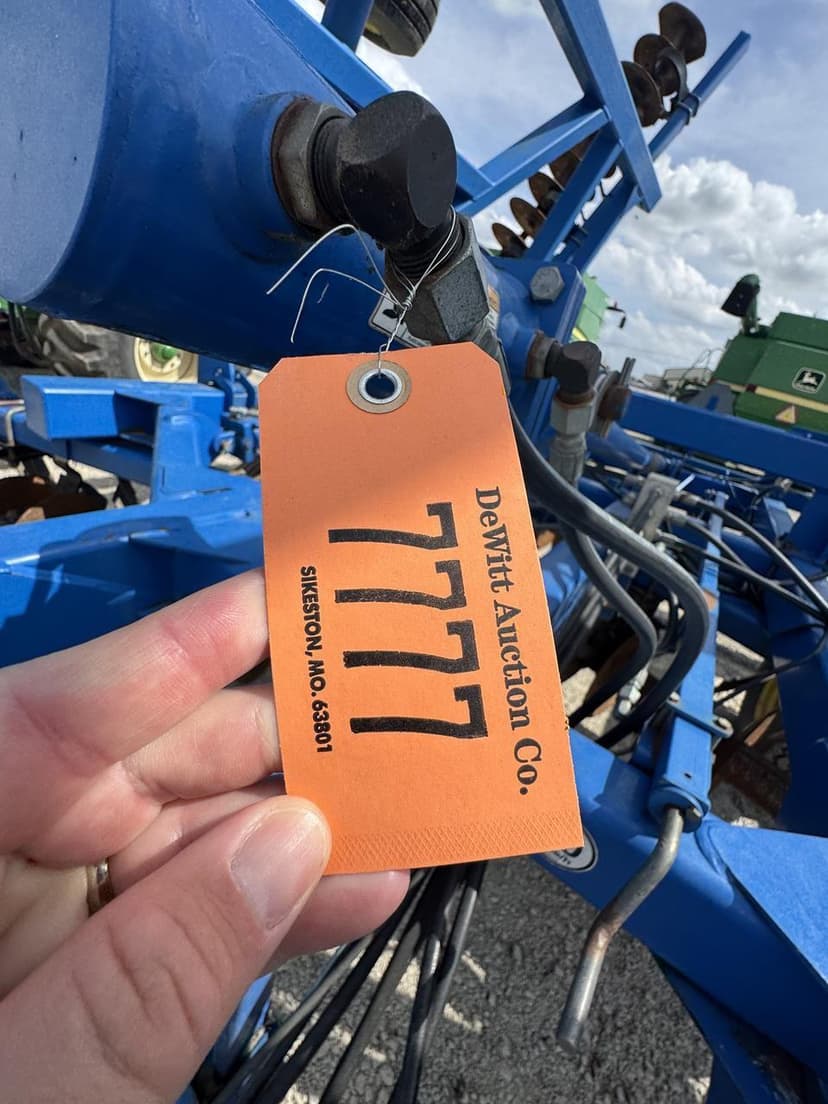 DeWitt Auction Co.
7777
SIKESTON, MO. 63801